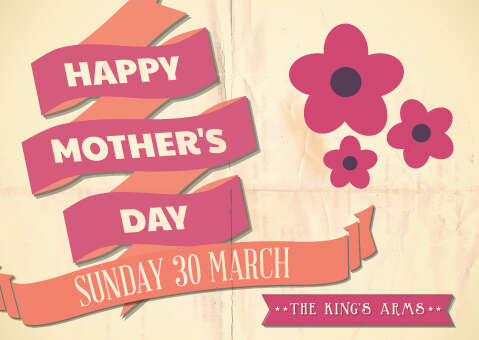 HAPPY
MOTHER'S
DAY
SUNDAY 30 MARCH
THE KING'S ARMS